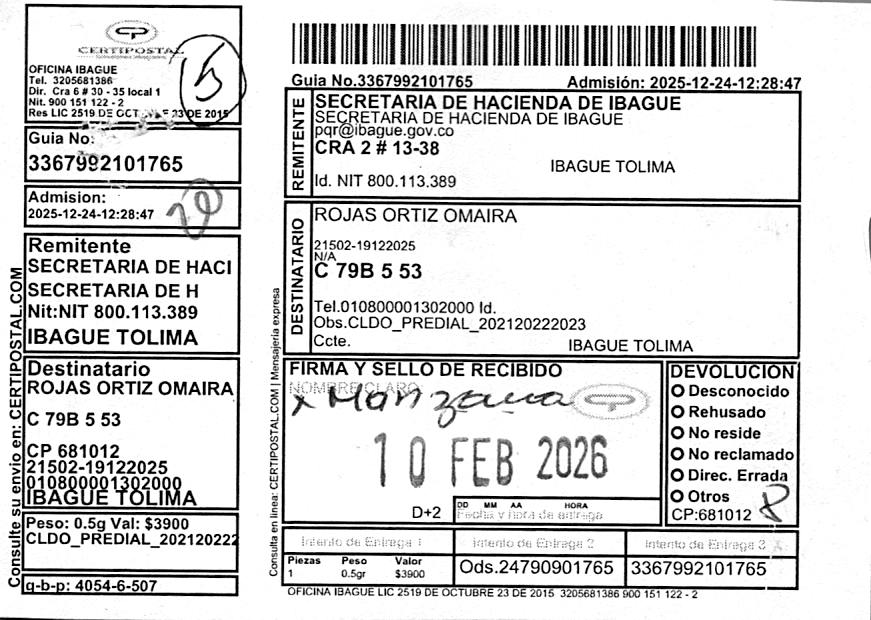 CERTIPOSTAL
OFICINA IBAGUE
Tel. 3205681386
Dir. Cra 6 # 30 - 35 local 1
Nit. 900 151 122 - 2
Res LIC 2519 DE OCT 23 DE 2015
Guia No:
3367992101765
Admision:
2025-12-24-12:28:47
20
Remitente
SECRETARIA DE HACI
SECRETARIA DE H
Nit:NIT 800.113.389
IBAGUE TOLIMA
Destinatario
ROJAS ORTIZ OMAIRA
C 79B 5 53
CP 681012
21502-19122025
010800001302000
IBAGUE TOLIMA
Peso: 0.5g Val: $3900
CLDO_PREDIAL_202120222
q-b-p: 4054-6-507
Consulte su envio en: CERTIPOSTAL.COM
Guia No.3367992101765 Admisión: 2025-12-24-12:28:47
REMITENTE
SECRETARIA DE HACIENDA DE IBAGUE
SECRETARIA DE HACIENDA DE IBAGUE
pqr@ibague.gov.co
CRA 2 # 13-38
IBAGUE TOLIMA
Id. NIT 800.113.389
DESTINATARIO
ROJAS ORTIZ OMAIRA
21502-19122025
N/A
C 79B 5 53
Tel.010800001302000 Id.
Obs.CLDO_PREDIAL_202120222023
Ccte. IBAGUE TOLIMA
FIRMA Y SELLO DE RECIBIDO
NOMBRE CLARO
x Manzana
10 FEB 2026
D+2
DD MM AA HORA
Fecha y hora de entrega
DEVOLUCION
Desconocido
Rehusado
No reside
No reclamado
Direc. Errada
Otros
CP:681012
Intento de Entrega 1 Intento de Entrega 2 Intento de Entrega 3
Piezas Peso Valor
1 0.5gr $3900
Ods.24790901765 3367992101765
OFICINA IBAGUE LIC 2519 DE OCTUBRE 23 DE 2015 3205681386 900 151 122 - 2
Consulta en linea: CERTIPOSTAL.COM | Mensajería expresa